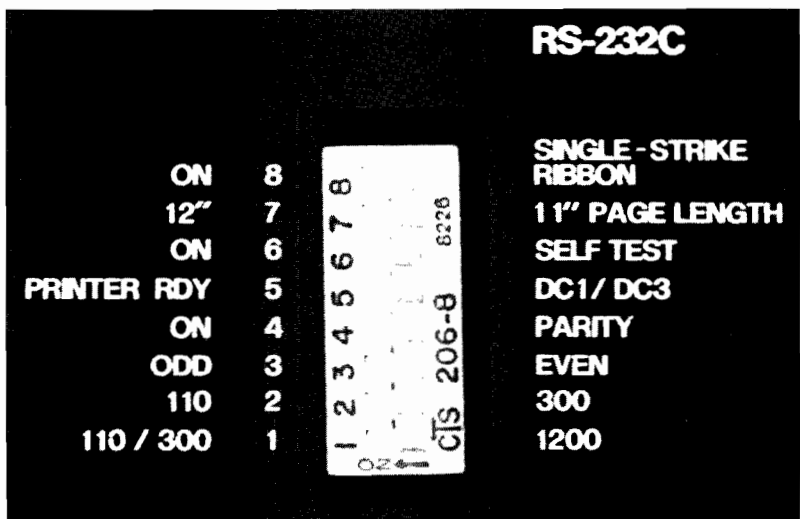 RS-232C
SINGLE-STRIKE
ON 8 8 RIBBON
12" 7 7 8226 11" PAGE LENGTH
ON 6 6 SELF TEST
PRINTER RDY 5 5 DC1/DC3
ON 4 4 PARITY
ODD 3 3 CTS 206-8 EVEN
110 2 2 300
110 / 300 1 1 1200
ON